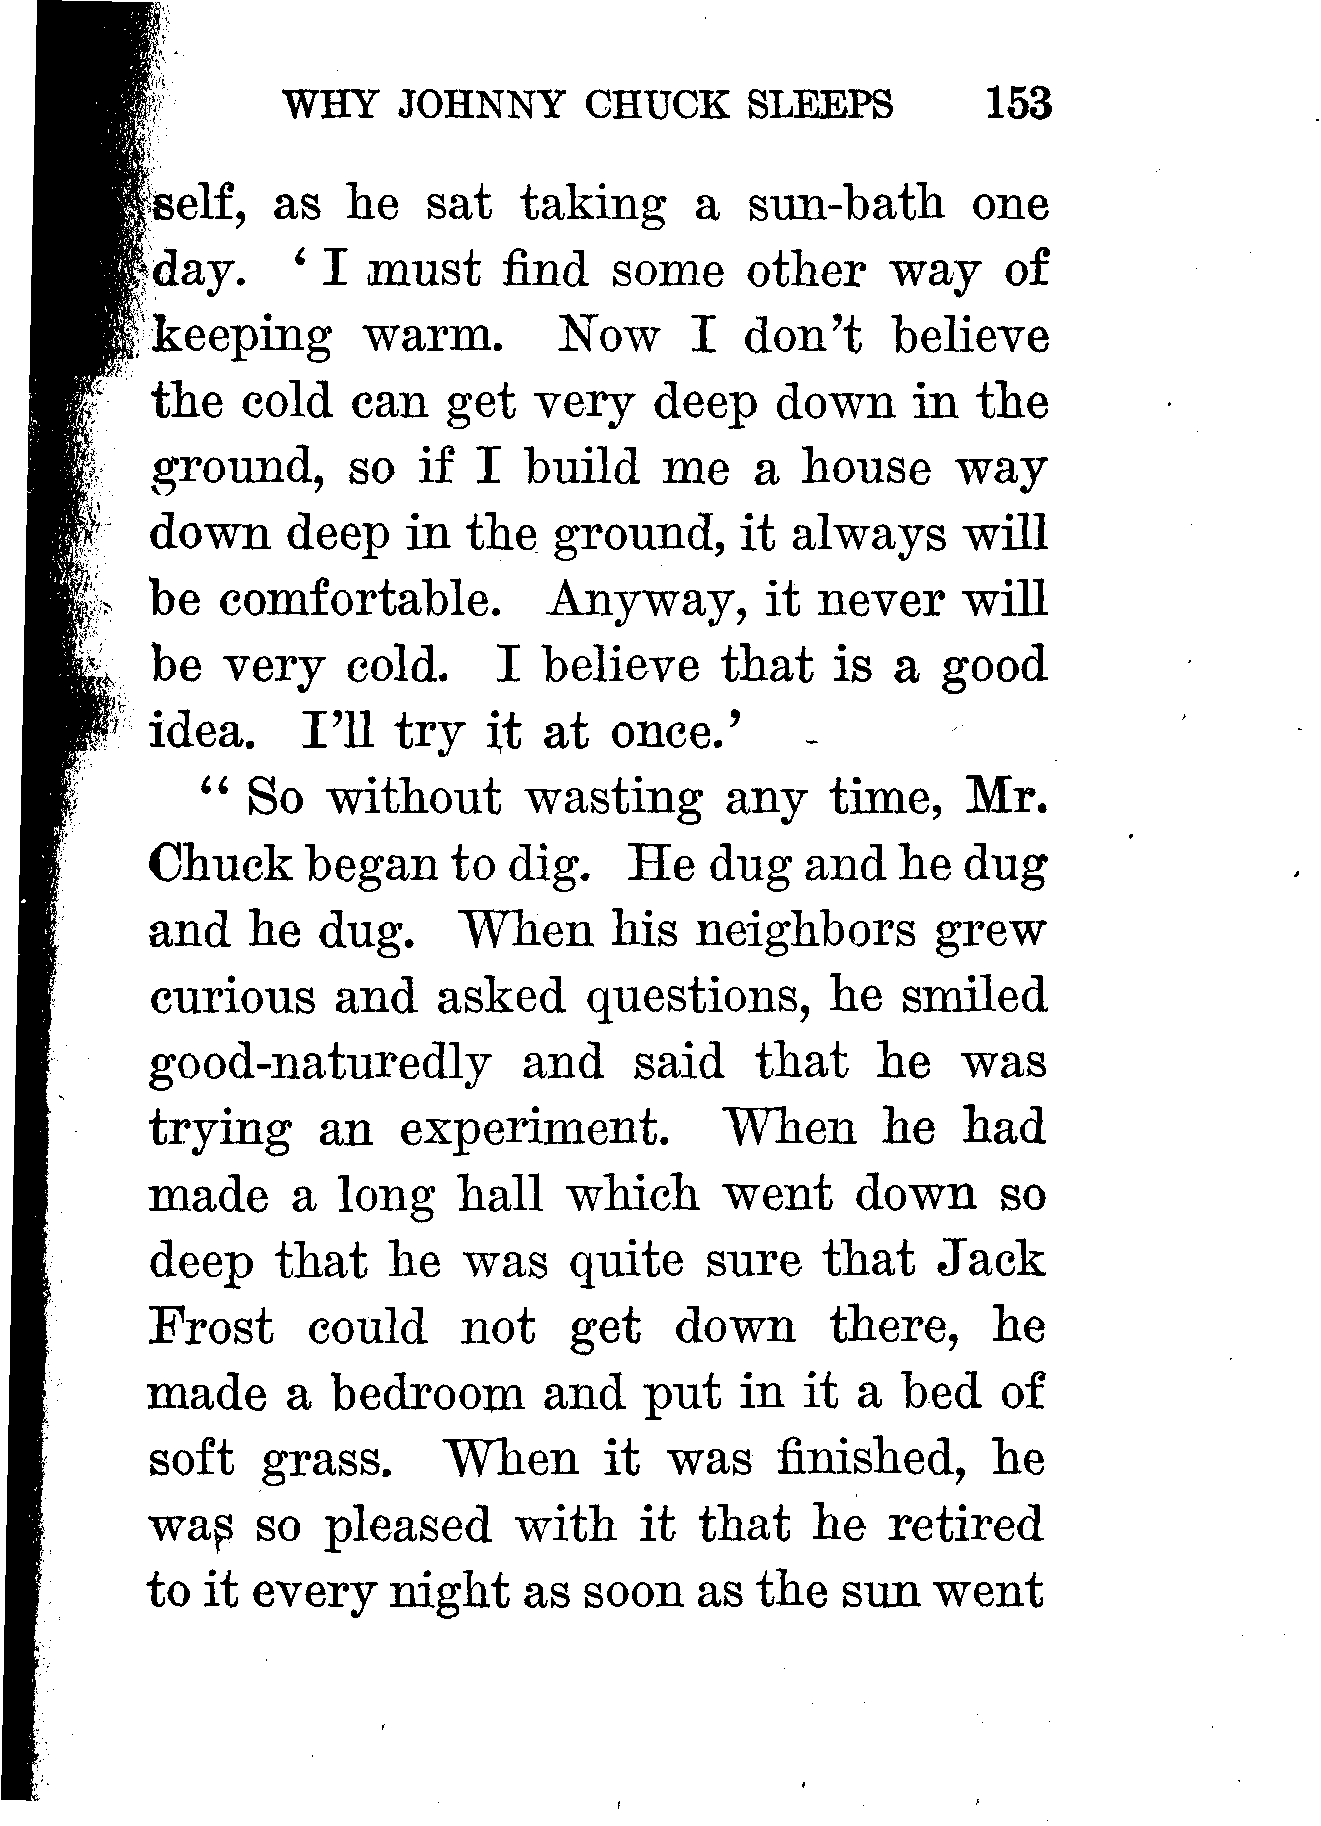 WHY JOHNNY CHUCK SLEEPS 153
self, as he sat taking a sun-bath one
day. ‘ I must find some other way of
keeping warm. Now I don’t believe
the cold can get very deep down in the
ground, so if I build me a house way
down deep in the ground, it always will
be comfortable. Anyway, it never will
be very cold. I believe that is a good
idea. I’ll try it at once.’
“ So without wasting any time, Mr.
Chuck began to dig. He dug and he dug
and he dug. When his neighbors grew
curious and asked questions, he smiled
good-naturedly and said that he was
trying an experiment. When he had
made a long hall which went down so
deep that he was quite sure that Jack
Frost could not get down there, he
made a bedroom and put in it a bed of
soft grass. When it was finished, he
was so pleased with it that he retired
to it every night as soon as the sun went